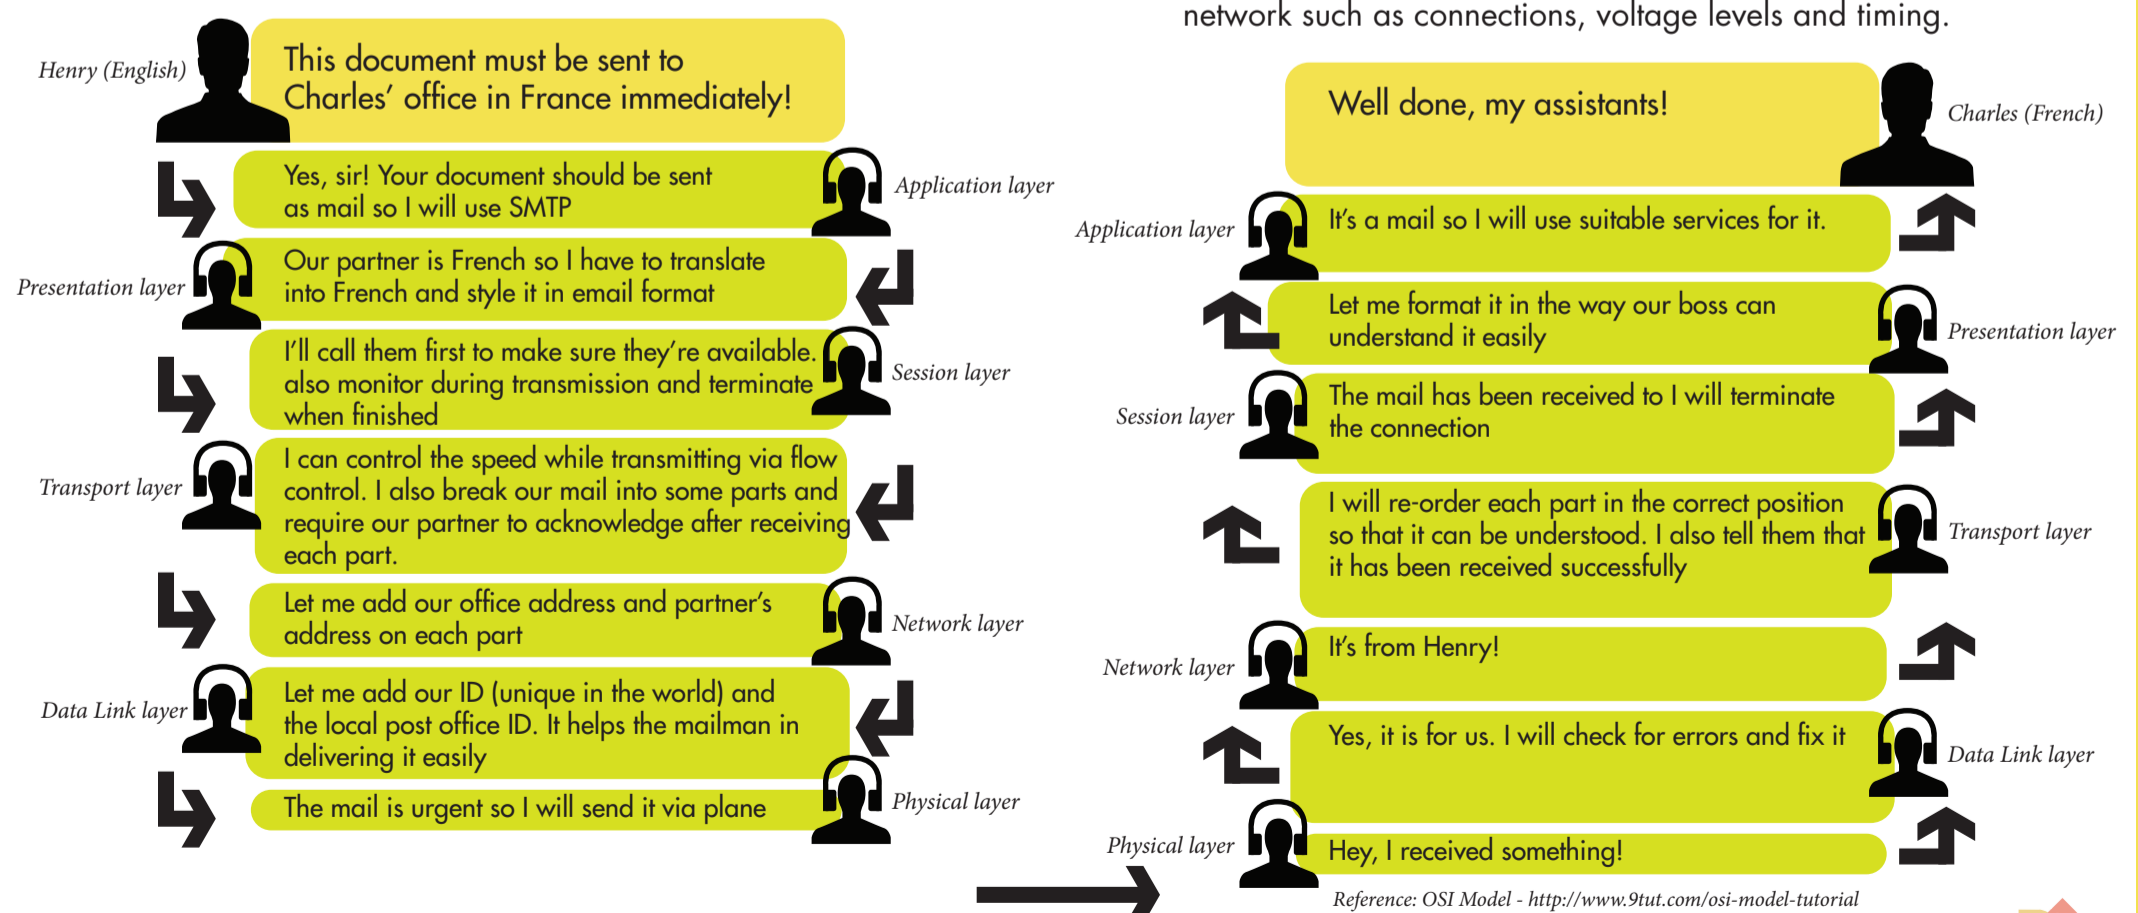 network such as connections, voltage levels and timing.
Henry (English)
This document must be sent to
Charles’ office in France immediately!
Yes, sir! Your document should be sent
as mail so I will use SMTP
Application layer
Presentation layer
Our partner is French so I have to translate
into French and style it in email format
I’ll call them first to make sure they’re available.
also monitor during transmission and terminate
when finished
Session layer
Transport layer
I can control the speed while transmitting via flow
control. I also break our mail into some parts and
require our partner to acknowledge after receiving
each part.
Let me add our office address and partner’s
address on each part
Network layer
Data Link layer
Let me add our ID (unique in the world) and
the local post office ID. It helps the mailman in
delivering it easily
The mail is urgent so I will send it via plane
Physical layer
Well done, my assistants!
Charles (French)
Application layer
It’s a mail so I will use suitable services for it.
Let me format it in the way our boss can
understand it easily
Presentation layer
Session layer
The mail has been received to I will terminate
the connection
I will re-order each part in the correct position
so that it can be understood. I also tell them that
it has been received successfully
Transport layer
Network layer
It’s from Henry!
Yes, it is for us. I will check for errors and fix it
Data Link layer
Physical layer
Hey, I received something!
Reference: OSI Model - http://www.9tut.com/osi-model-tutorial